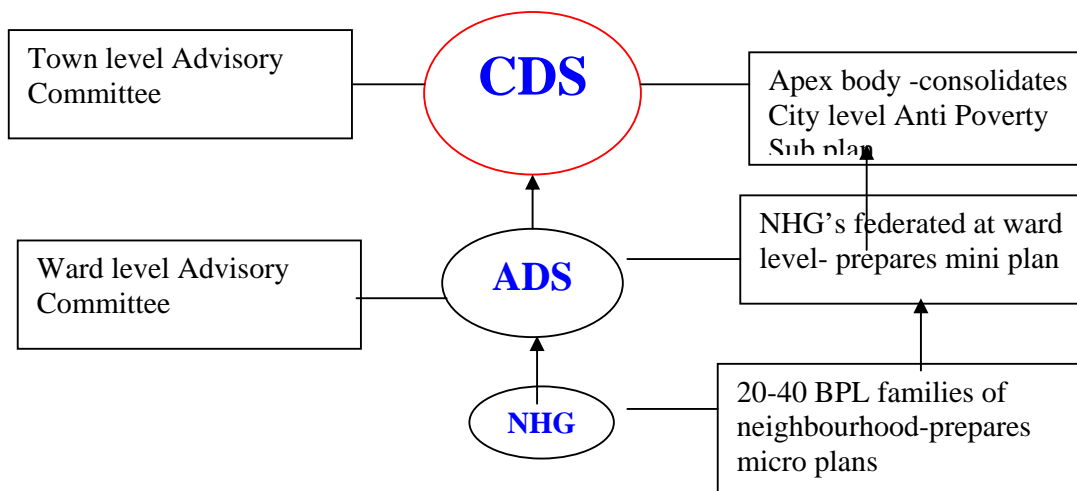 Town level Advisory
Committee
CDS
Apex body -consolidates
City level Anti Poverty
Sub plan
Ward level Advisory
Committee
ADS
NHG's federated at ward
level- prepares mini plan
NHG
20-40 BPL families of
neighbourhood-prepares
micro plans